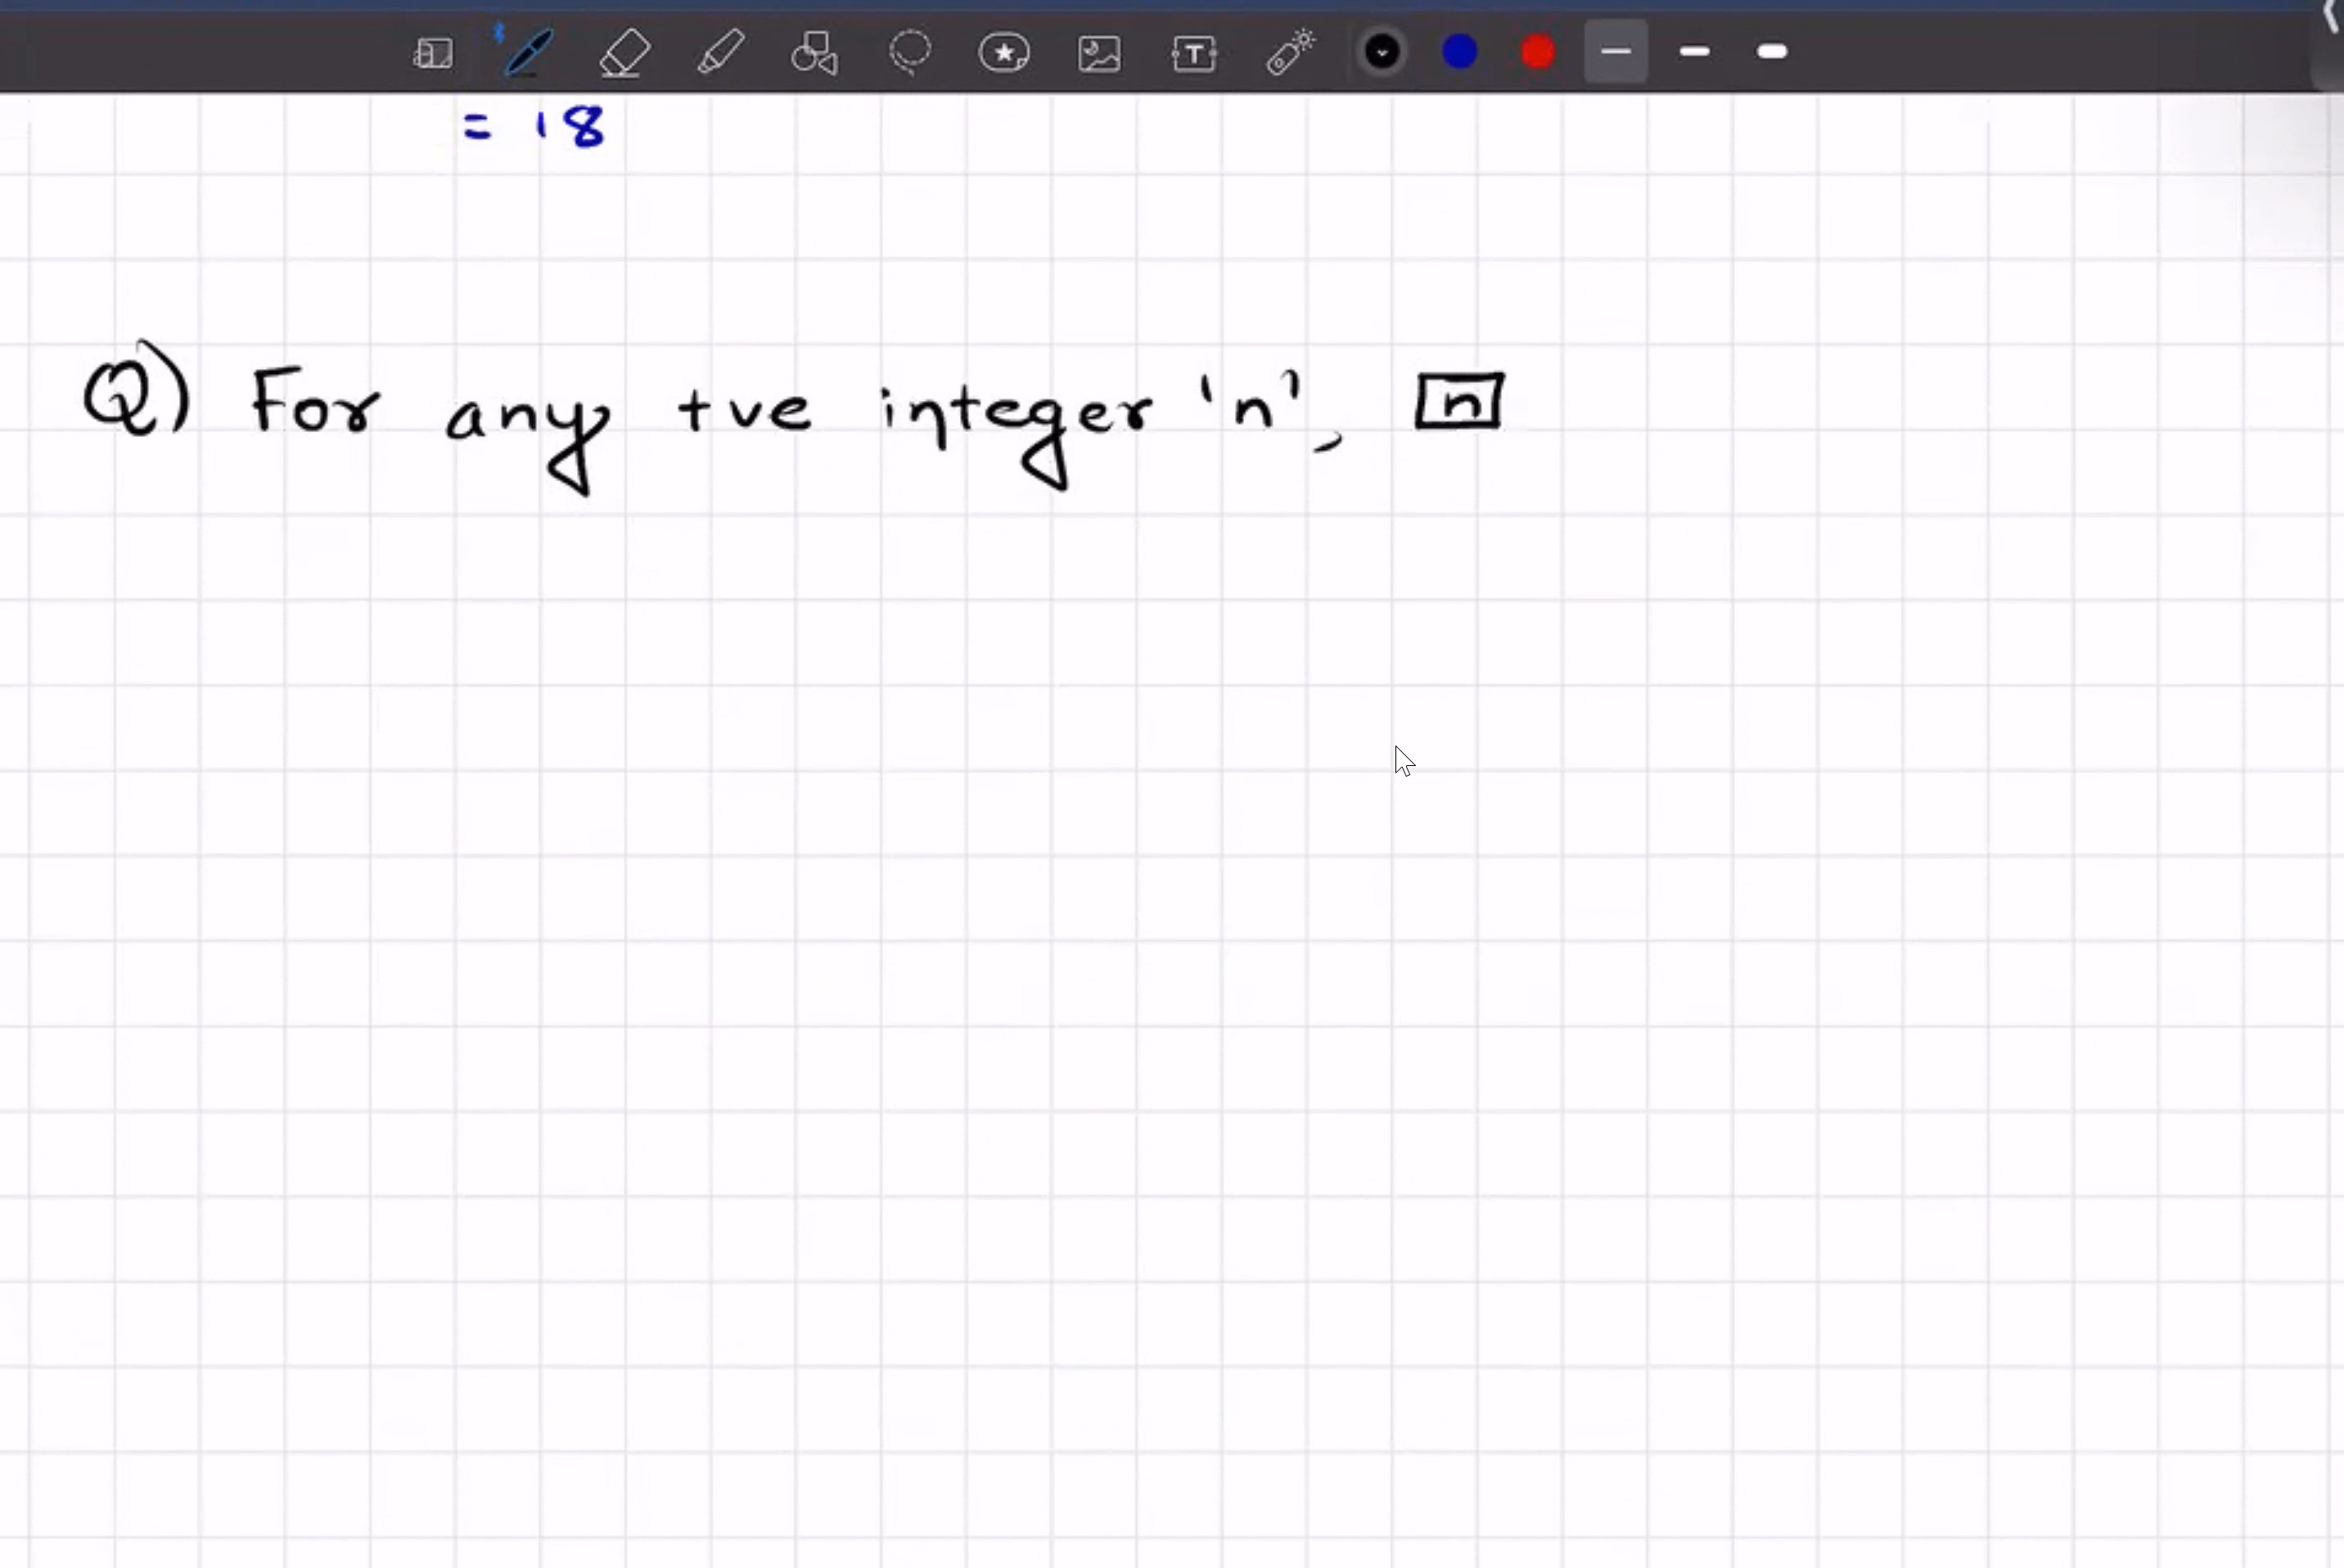 = 18
Q) For any +ve integer 'n', n